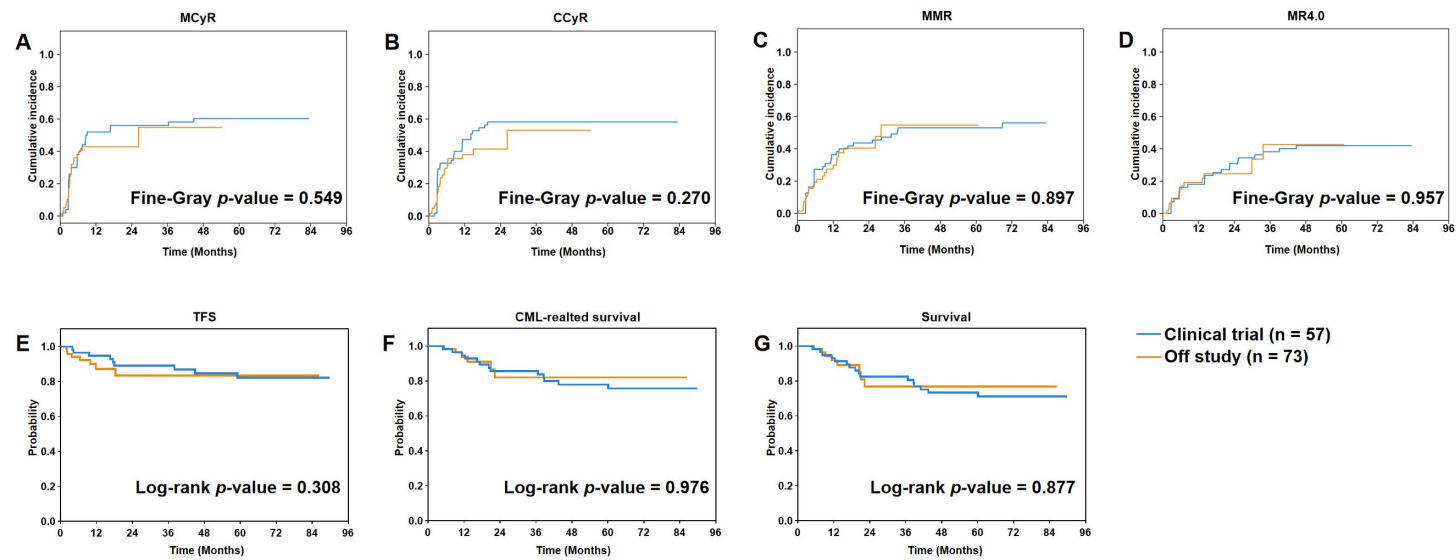 MCyR
A
Cumulative incidence
1.0
0.8
0.6
0.4
0.2
0.0
Fine-Gray p-value = 0.549
0 12 24 36 48 60 72 84 96
Time (Months)
CCyR
B
Cumulative incidence
1.0
0.8
0.6
0.4
0.2
0.0
Fine-Gray p-value = 0.270
0 12 24 36 48 60 72 84 96
Time (Months)
MMR
C
Cumulative incidence
1.0
0.8
0.6
0.4
0.2
0.0
Fine-Gray p-value = 0.897
0 12 24 36 48 60 72 84 96
Time (Months)
MR4.0
D
Cumulative incidence
1.0
0.8
0.6
0.4
0.2
0.0
Fine-Gray p-value = 0.957
0 12 24 36 48 60 72 84 96
Time (Months)
TFS
E
Probability
1.0
0.8
0.6
0.4
0.2
0.0
Log-rank p-value = 0.308
0 12 24 36 48 60 72 84 96
Time (Months)
CML-realted survival
F
Probability
1.0
0.8
0.6
0.4
0.2
0.0
Log-rank p-value = 0.976
0 12 24 36 48 60 72 84 96
Time (Months)
Survival
G
Probability
1.0
0.8
0.6
0.4
0.2
0.0
Log-rank p-value = 0.877
0 12 24 36 48 60 72 84 96
Time (Months)
Clinical trial (n = 57)
Off study (n = 73)